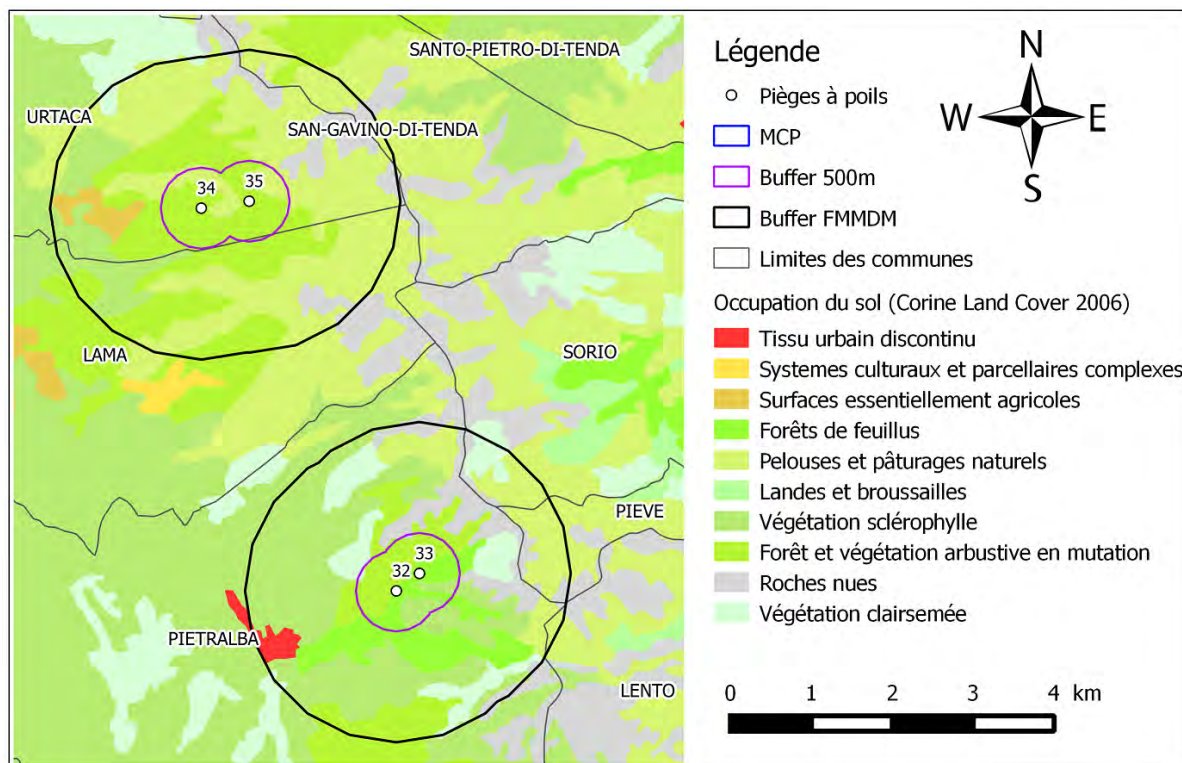 SANTO-PIETRO-DI-TENDA
URTACA
SAN-GAVINO-DI-TENDA
34
35
LAMA
SORIO
PIEVE
33
32
PIETRALBA
LENTO
Légende
Pièges à poils
MCP
Buffer 500m
Buffer FMMDM
Limites des communes
Occupation du sol (Corine Land Cover 2006)
Tissu urbain discontinu
Systemes culturaux et parcellaires complexes
Surfaces essentiellement agricoles
Forêts de feuillus
Pelouses et pâturages naturels
Landes et broussailles
Végétation sclérophylle
Forêt et végétation arbustive en mutation
Roches nues
Végétation clairsemée
N
W E
S
0 1 2 3 4 km